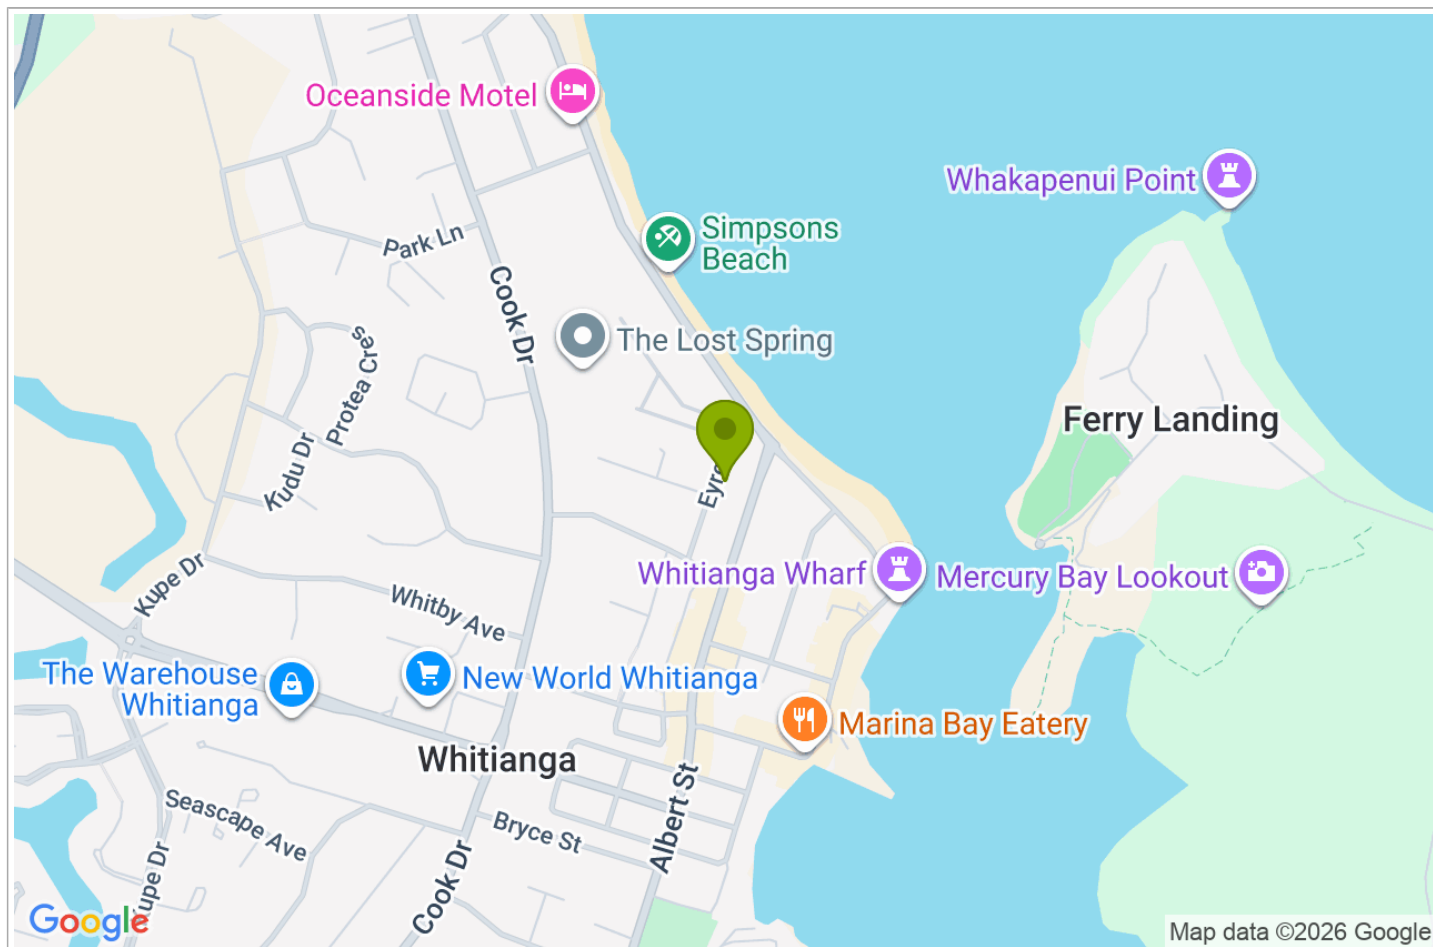 Oceanside Motel
Whakapenui Point
Simpsons
Beach
Park Ln
Cook Dr
The Lost Spring
Protea Cres
Ferry Landing
Kudu Dr
Eyre
Whitianga Wharf
Mercury Bay Lookout
Kupe Dr
Whitby Ave
The Warehouse
Whitianga
New World Whitianga
Marina Bay Eatery
Whitianga
Albert St
Seascape Ave
Bryce St
Kupe Dr
Cook Dr
Google
Map data ©2026 Google